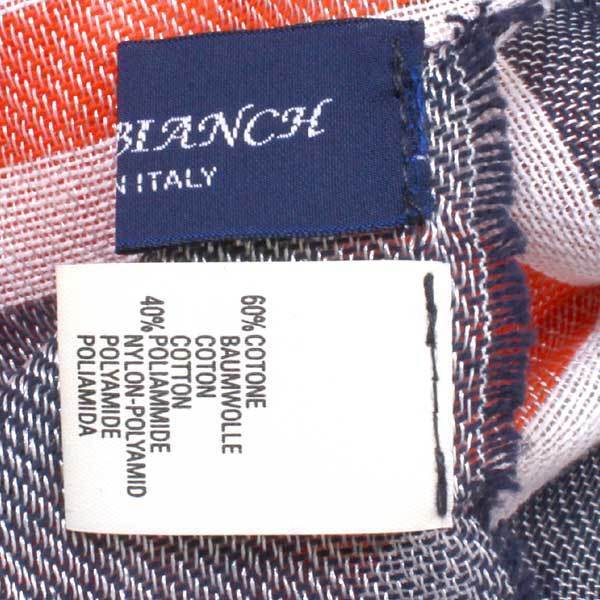 BIANCH
N ITALY
60% COTONE
BAUMWOLLE
COTON
COTTON
40% POLIAMMIDE
NYLON-POLYAMID
POLYAMIDE
POLIAMIDA